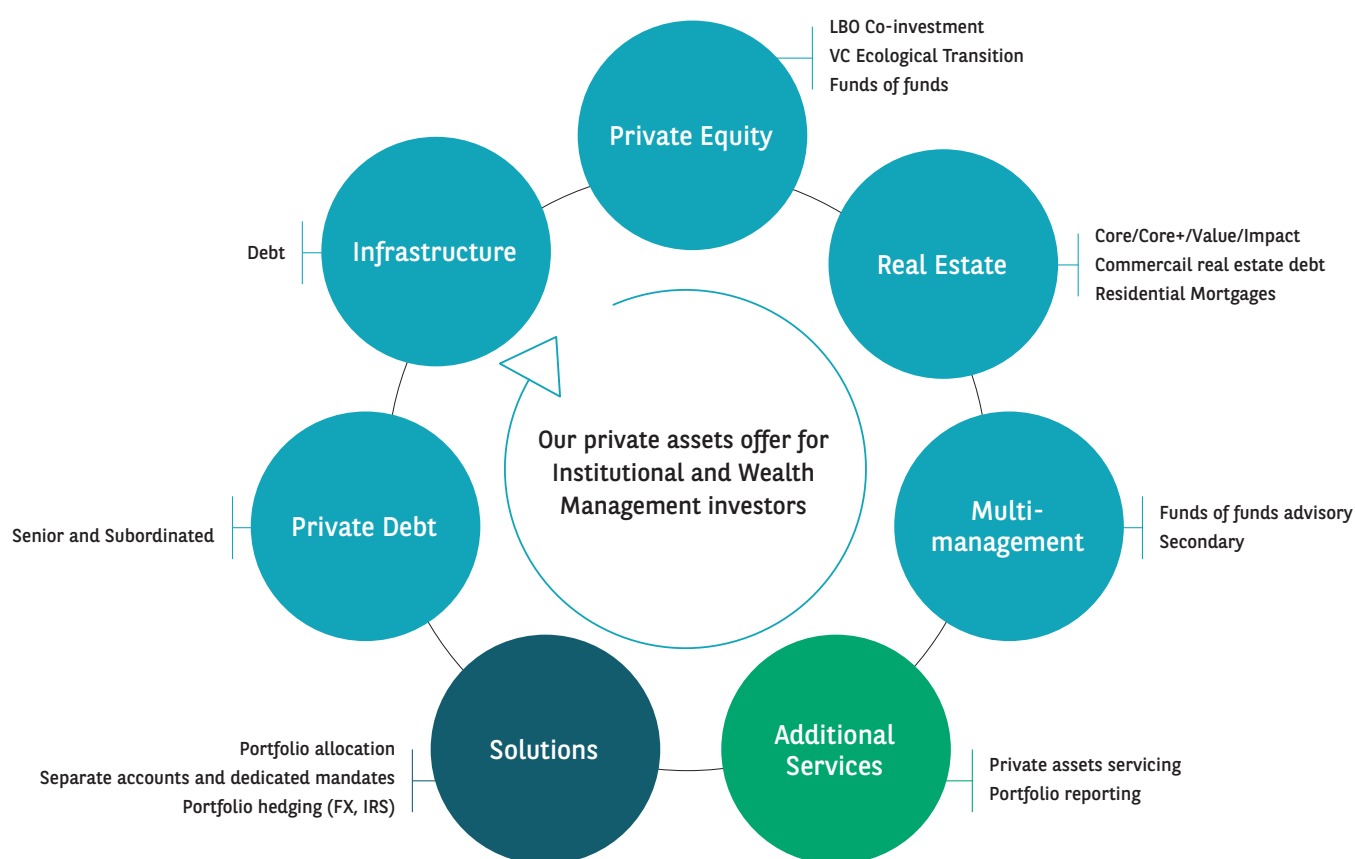 LBO Co-investment
VC Ecological Transition
Funds of funds
Private Equity
Infrastructure
Debt
Real Estate
Core/Core+/Value/Impact
Commercail real estate debt
Residential Mortgages
Our private assets offer for
Institutional and Wealth
Management investors
Private Debt
Senior and Subordinated
Multi-
management
Funds of funds advisory
Secondary
Solutions
Portfolio allocation
Separate accounts and dedicated mandates
Portfolio hedging (FX, IRS)
Additional
Services
Private assets servicing
Portfolio reporting